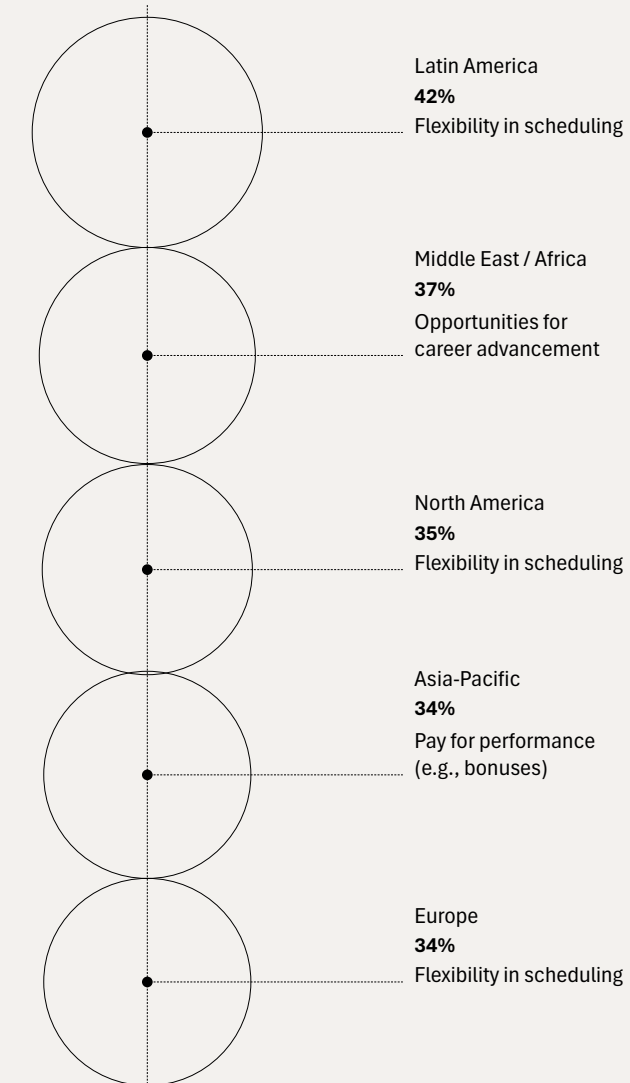 Latin America
42%
Flexibility in scheduling
Middle East / Africa
37%
Opportunities for
career advancement
North America
35%
Flexibility in scheduling
Asia-Pacific
34%
Pay for performance
(e.g., bonuses)
Europe
34%
Flexibility in scheduling